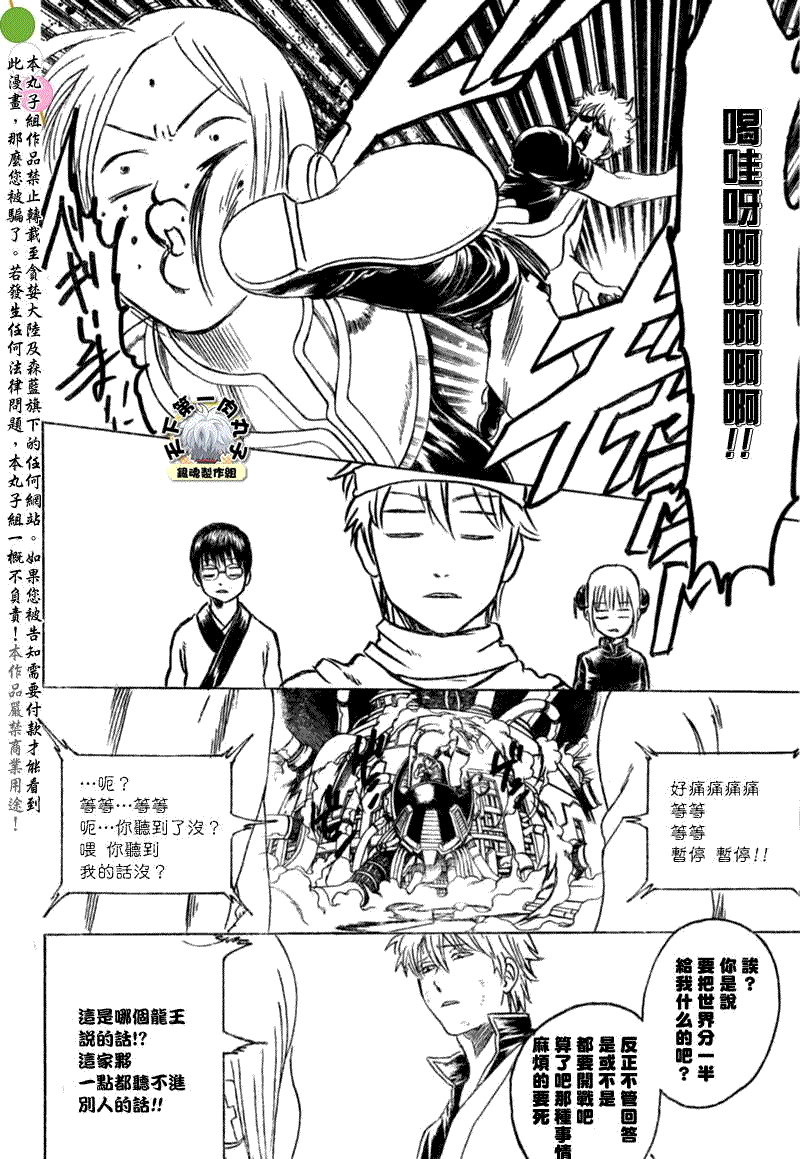 喝哇呀啊啊啊啊啊啊!!
本丸子組作品禁止轉載至貪婪大陸及森藍旗下的任何網站。如果您被告知需要付款才能看到
此漫畫，那麼您被騙了。若發生任何法律問題，本丸子組一概不負責！本作品嚴禁商業用途！
天下第一肉丸子
銀魂製作組
好痛痛痛痛
等等
等等
暫停 暫停!!
…呃?
等等…等等
呃…你聽到了沒?
喂 你聽到
我的話沒?
誒?
你是說
要把世界分一半
給我什么的吧?
反正不管回答
是或不是
都要開戰吧
算了吧那種事情
麻煩的要死
這是哪個龍王
說的話!?
這家夥
一點都聽不進
別人的話!!